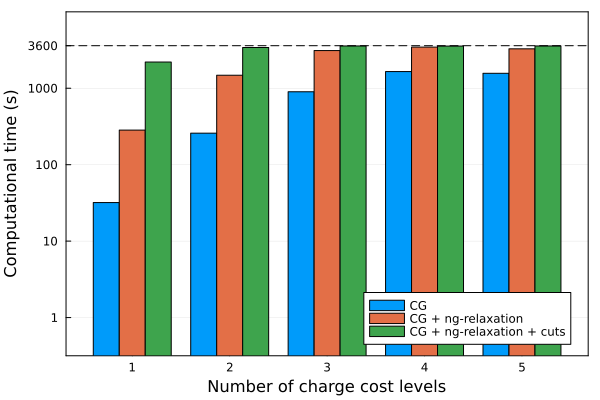 Computational time (s)
3600
1000
100
10
1
CG
CG + ng-relaxation
CG + ng-relaxation + cuts
1 2 3 4 5
Number of charge cost levels